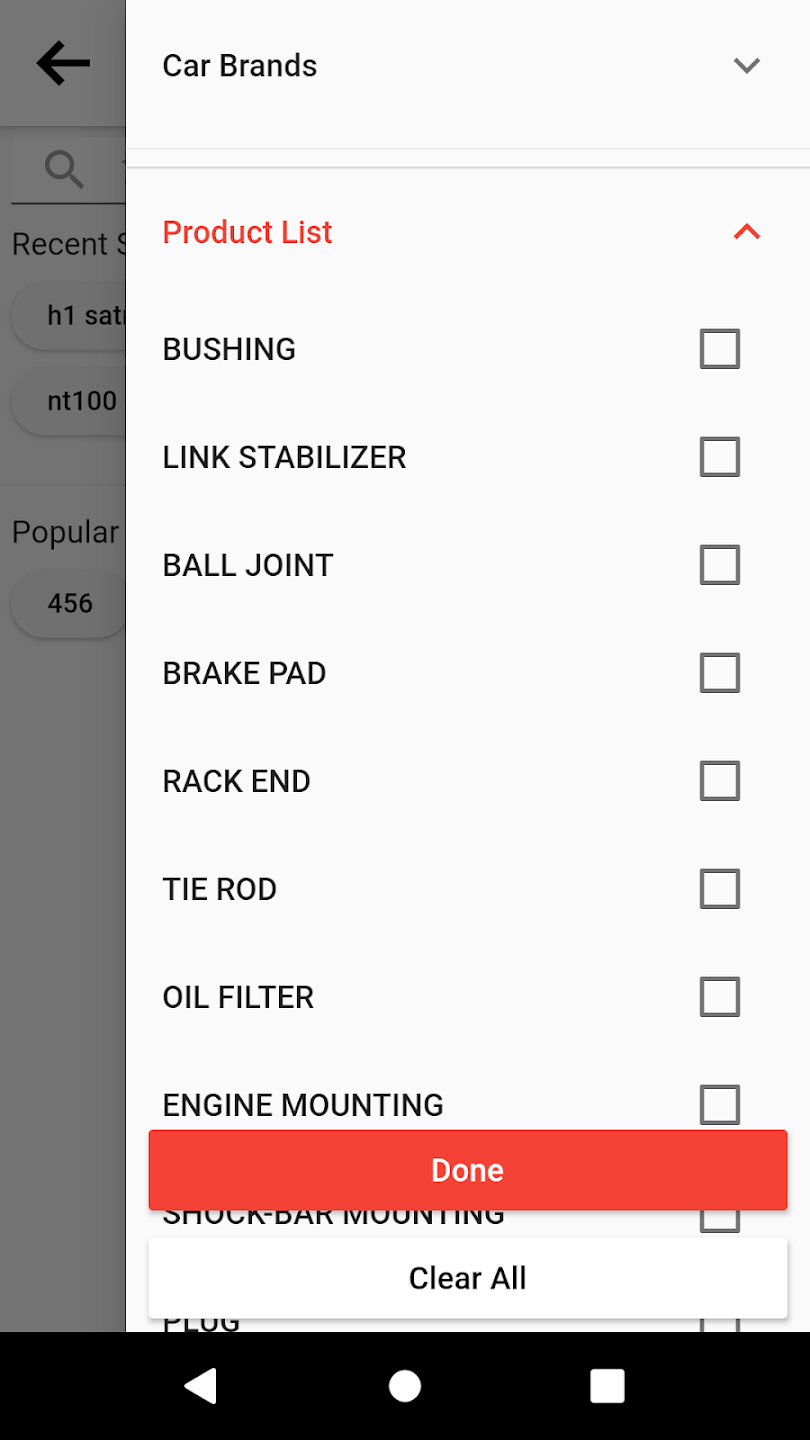 Car Brands
Product List
Recent
h1
nt100
Popular
456
BUSHING
LINK STABILIZER
BALL JOINT
BRAKE PAD
RACK END
TIE ROD
OIL FILTER
ENGINE MOUNTING
Done
SHOCK-BAR MOUNTING
Clear All
PLUG